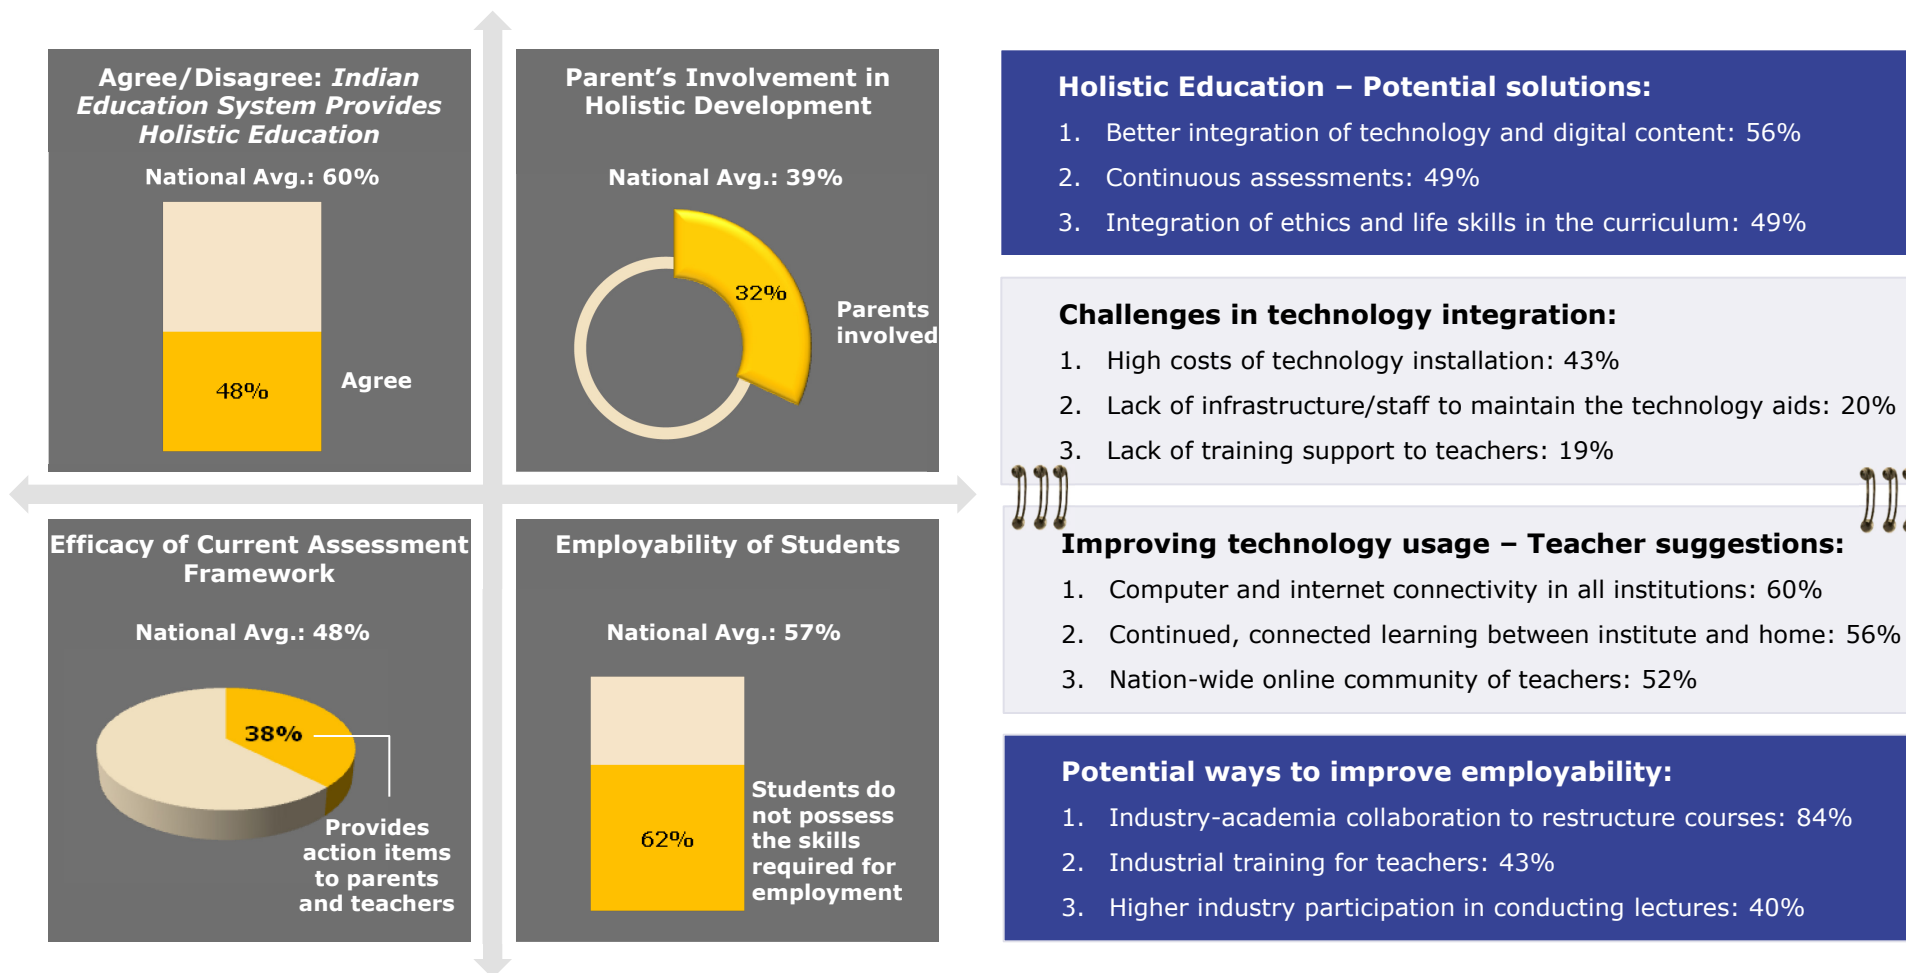 Agree/Disagree: Indian
Education System Provides
Holistic Education
National Avg.: 60%
48%
Agree
Parent’s Involvement in
Holistic Development
National Avg.: 39%
32%
Parents
involved
Efficacy of Current Assessment
Framework
National Avg.: 48%
38%
Provides
action items
to parents
and teachers
Employability of Students
National Avg.: 57%
62%
Students do
not possess
the skills
required for
employment
Holistic Education – Potential solutions:
1. Better integration of technology and digital content: 56%
2. Continuous assessments: 49%
3. Integration of ethics and life skills in the curriculum: 49%
Challenges in technology integration:
1. High costs of technology installation: 43%
2. Lack of infrastructure/staff to maintain the technology aids: 20%
3. Lack of training support to teachers: 19%
Improving technology usage – Teacher suggestions:
1. Computer and internet connectivity in all institutions: 60%
2. Continued, connected learning between institute and home: 56%
3. Nation-wide online community of teachers: 52%
Potential ways to improve employability:
1. Industry-academia collaboration to restructure courses: 84%
2. Industrial training for teachers: 43%
3. Higher industry participation in conducting lectures: 40%